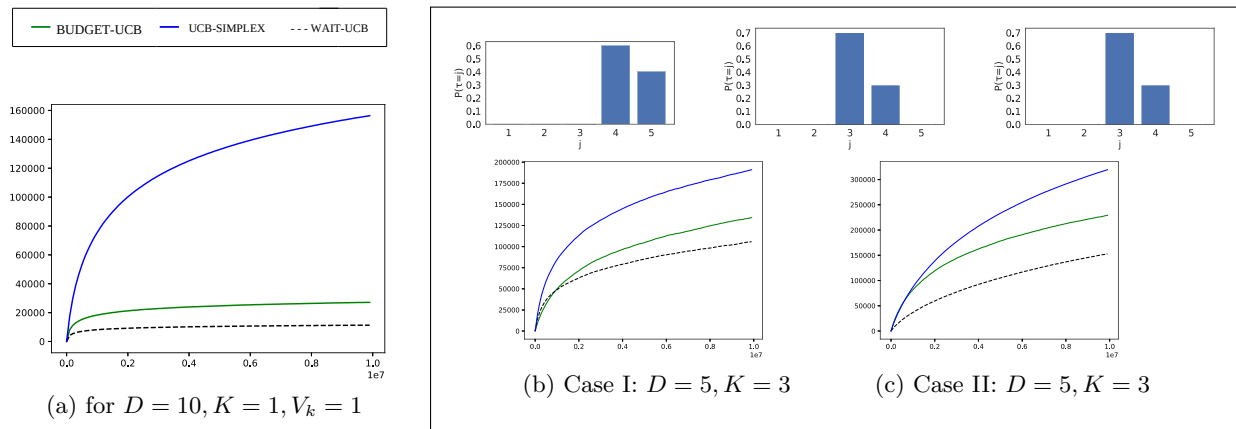 BUDGET-UCB UCB-SIMPLEX WAIT-UCB
160000
140000
120000
100000
80000
60000
40000
20000
0
0.0 0.2 0.4 0.6 0.8 1.0
1e7
(a) for D = 10, K = 1, V_k = 1
P(τ=j)
0.6
0.5
0.4
0.3
0.2
0.1
0.0
1 2 3 4 5
j
P(τ=j)
0.7
0.6
0.5
0.4
0.3
0.2
0.1
0.0
1 2 3 4 5
j
P(τ=j)
0.7
0.6
0.5
0.4
0.3
0.2
0.1
0.0
1 2 3 4 5
j
200000
175000
150000
125000
100000
75000
50000
25000
0
0.0 0.2 0.4 0.6 0.8 1.0
1e7
(b) Case I: D = 5, K = 3
300000
250000
200000
150000
100000
50000
0
0.0 0.2 0.4 0.6 0.8 1.0
1e7
(c) Case II: D = 5, K = 3